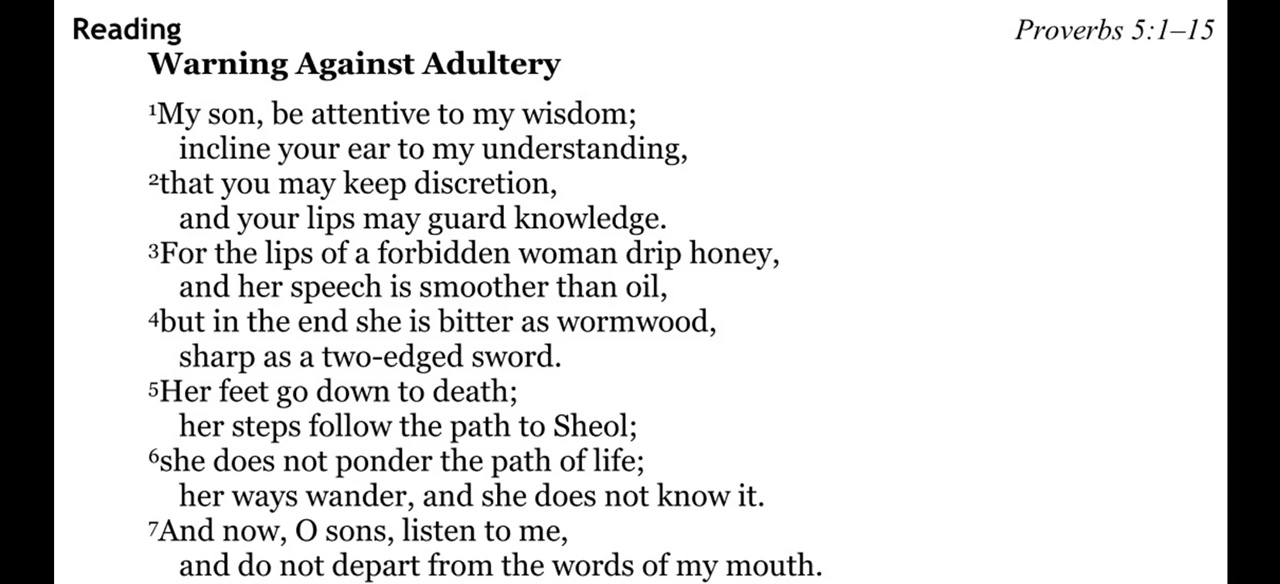 Reading Proverbs 5:1–15
Warning Against Adultery
¹My son, be attentive to my wisdom;
incline your ear to my understanding,
²that you may keep discretion,
and your lips may guard knowledge.
³For the lips of a forbidden woman drip honey,
and her speech is smoother than oil,
⁴but in the end she is bitter as wormwood,
sharp as a two-edged sword.
⁵Her feet go down to death;
her steps follow the path to Sheol;
⁶she does not ponder the path of life;
her ways wander, and she does not know it.
⁷And now, O sons, listen to me,
and do not depart from the words of my mouth.